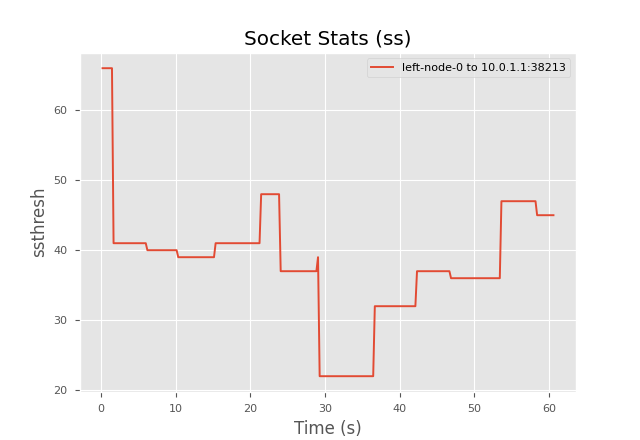 Socket Stats (ss)
left-node-0 to 10.0.1.1:38213
ssthresh
60
50
40
30
20
0 10 20 30 40 50 60
Time (s)